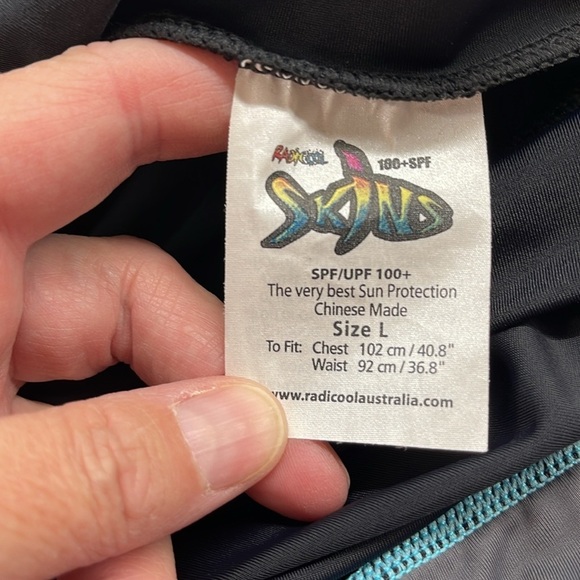 RADICOOL 100+SPF
SKINS
SPF/UPF 100+
The very best Sun Protection
Chinese Made
Size L
To Fit: Chest 102 cm / 40.8"
Waist 92 cm / 36.8"
www.radicoolaustralia.com